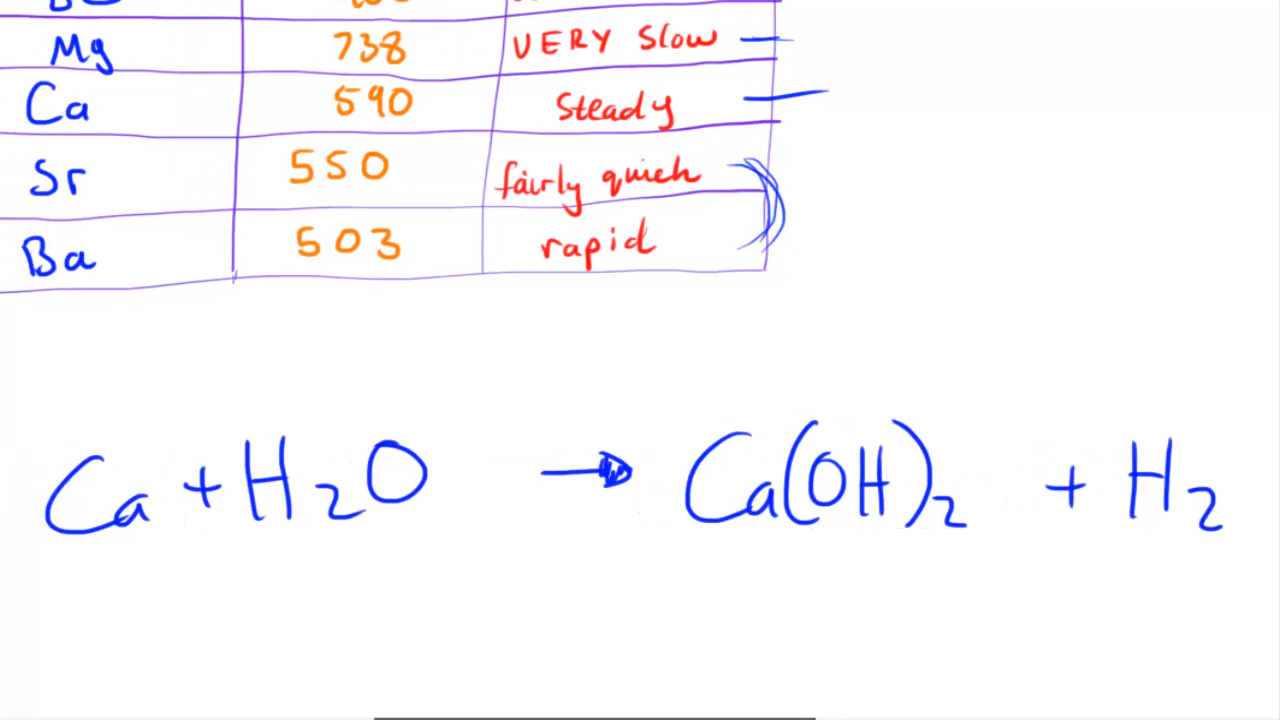 Mg 738 VERY Slow
Ca 590 Steady
Sr 550 fairly quick
Ba 503 rapid
Ca + H₂O → Ca(OH)₂ + H₂